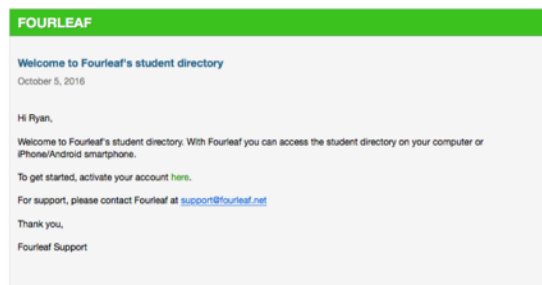 FOURLEAF
Welcome to Fourleaf's student directory
October 5, 2016
Hi Ryan,
Welcome to Fourleaf's student directory. With Fourleaf you can access the student directory on your computer or
iPhone/Android smartphone.
To get started, activate your account here.
For support, please contact Fourleaf at support@fourleaf.net
Thank you,
Fourleaf Support